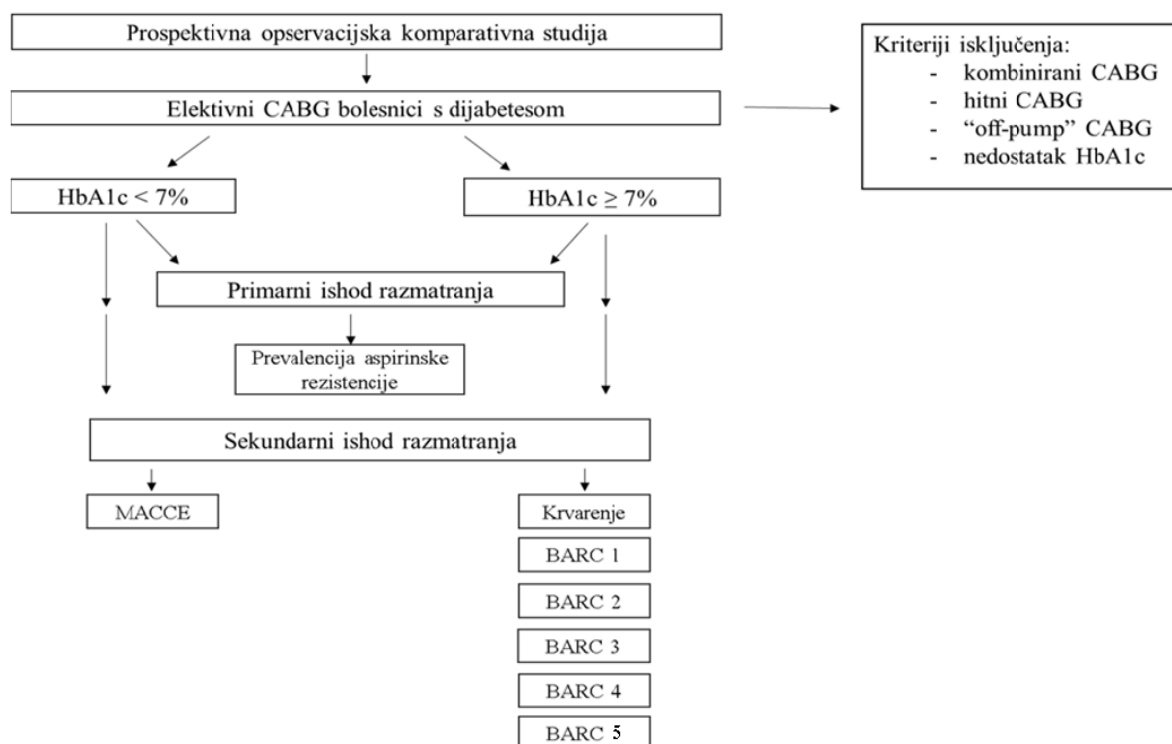 Prospektivna opservacijska komparativna studija
Kriteriji isključenja:
- kombinirani CABG
- hitni CABG
- “off-pump” CABG
- nedostatak HbA1c
Elektivni CABG bolesnici s dijabetesom
HbA1c < 7%
HbA1c ≥ 7%
Primarni ishod razmatranja
Prevalencija aspirinske
rezistencije
Sekundarni ishod razmatranja
MACCE
Krvarenje
BARC 1
BARC 2
BARC 3
BARC 4
BARC 5